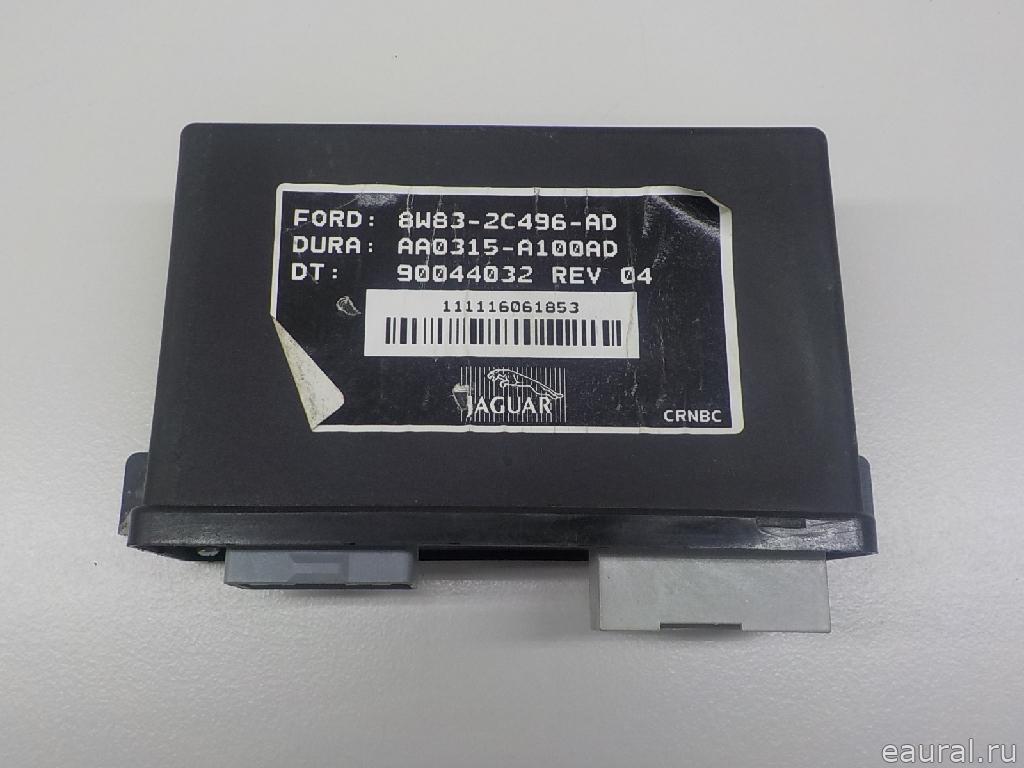 FORD: 8W83-2C496-AD
DURA: AA0315-A100AD
DT: 90044032 REV 04
111116061853
JAGUAR
CRNBC
eaural.ru